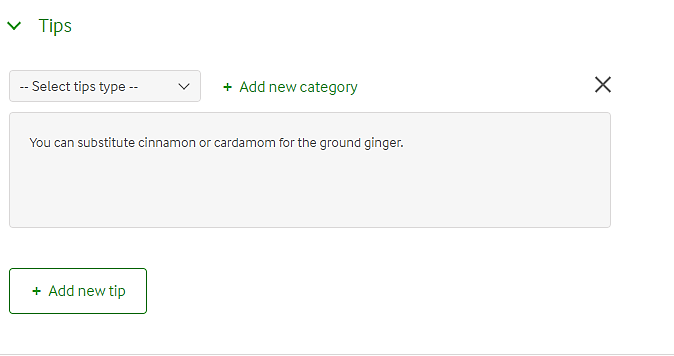 Tips
-- Select tips type --
+ Add new category
You can substitute cinnamon or cardamom for the ground ginger.
+ Add new tip